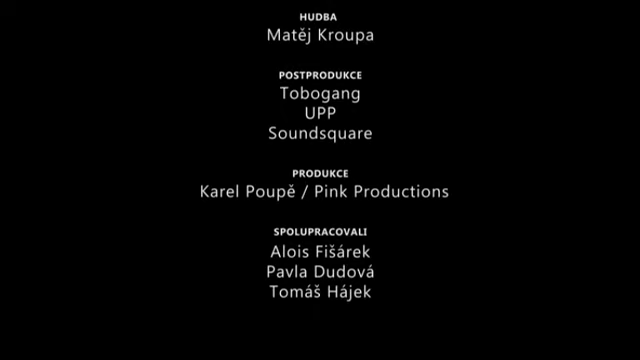 HUDBA
Matěj Kroupa
POSTPRODUKCE
Tobogang
UPP
Soundsquare
PRODUKCE
Karel Poupě / Pink Productions
SPOLUPRACOVALI
Alois Fišárek
Pavla Dudová
Tomáš Hájek